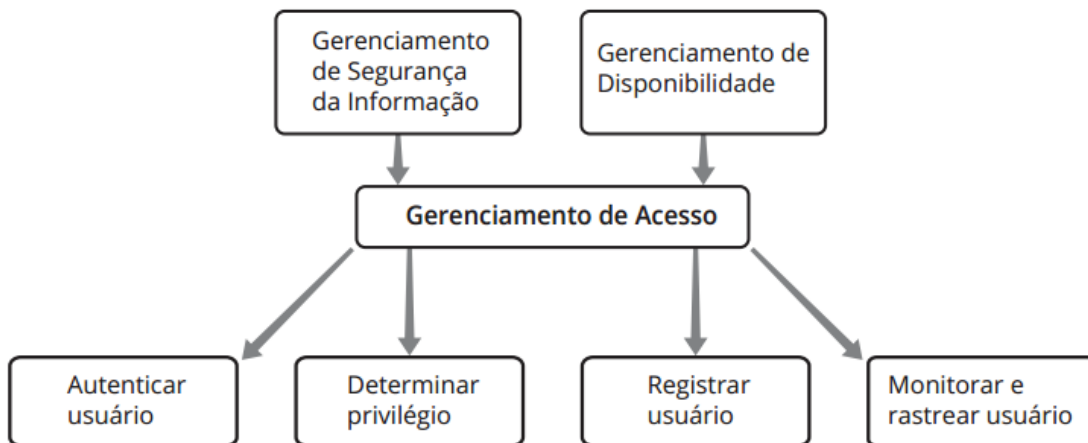 Gerenciamento
de Segurança
da Informação
Gerenciamento de
Disponibilidade
Gerenciamento de Acesso
Autenticar
usuário
Determinar
privilégio
Registrar
usuário
Monitorar e
rastrear usuário